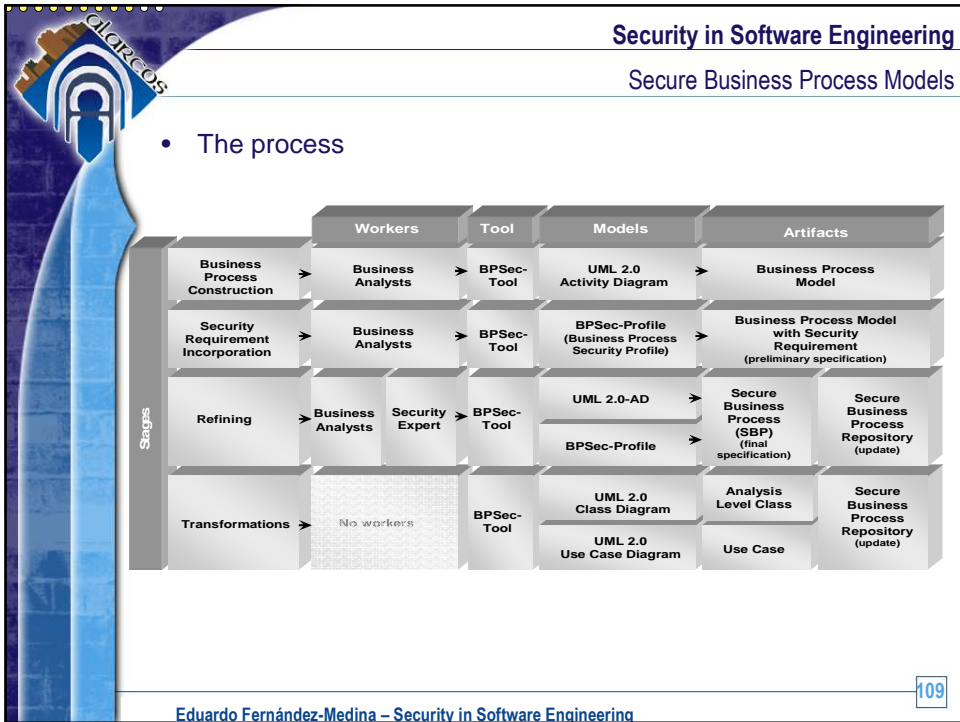 ALARCOS
Security in Software Engineering
Secure Business Process Models
• The process
Workers
Tool
Models
Artifacts
Stages
Business
Process
Construction
Business
Analysts
BPSec-
Tool
UML 2.0
Activity Diagram
Business Process
Model
Security
Requirement
Incorporation
Business
Analysts
BPSec-
Tool
BPSec-Profile
(Business Process
Security Profile)
Business Process Model
with Security
Requirement
(preliminary specification)
Refining
Business
Analysts
Security
Expert
BPSec-
Tool
UML 2.0-AD
BPSec-Profile
Secure
Business
Process
(SBP)
(final
specification)
Secure
Business
Process
Repository
(update)
Transformations
No workers
BPSec-
Tool
UML 2.0
Class Diagram
UML 2.0
Use Case Diagram
Analysis
Level Class
Use Case
Secure
Business
Process
Repository
(update)
109
Eduardo Fernández-Medina – Security in Software Engineering